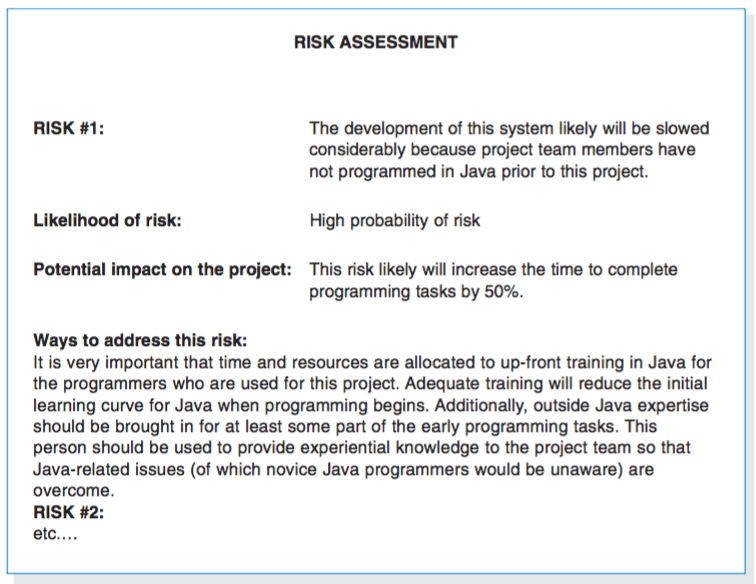 RISK ASSESSMENT
RISK #1: The development of this system likely will be slowed
considerably because project team members have
not programmed in Java prior to this project.
Likelihood of risk: High probability of risk
Potential impact on the project: This risk likely will increase the time to complete
programming tasks by 50%.
Ways to address this risk:
It is very important that time and resources are allocated to up-front training in Java for
the programmers who are used for this project. Adequate training will reduce the initial
learning curve for Java when programming begins. Additionally, outside Java expertise
should be brought in for at least some part of the early programming tasks. This
person should be used to provide experiential knowledge to the project team so that
Java-related issues (of which novice Java programmers would be unaware) are
overcome.
RISK #2:
etc....